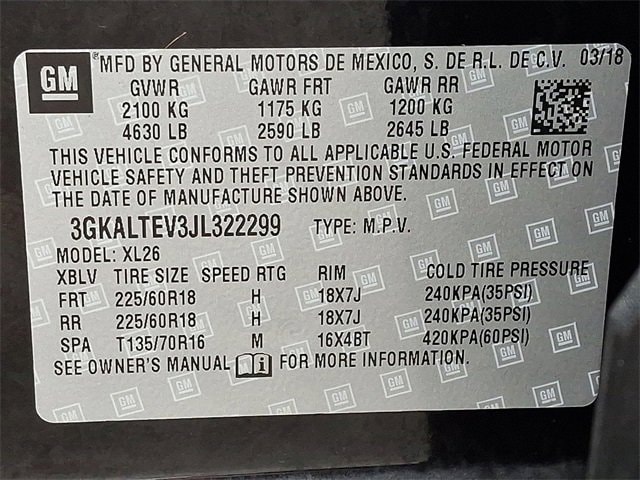 GM ® MFD BY GENERAL MOTORS DE MEXICO, S. DE R.L. DE C.V. 03/18
GVWR GAWR FRT GAWR RR
2100 KG 1175 KG 1200 KG
4630 LB 2590 LB 2645 LB
THIS VEHICLE CONFORMS TO ALL APPLICABLE U.S. FEDERAL MOTOR
VEHICLE SAFETY AND THEFT PREVENTION STANDARDS IN EFFECT ON
THE DATE OF MANUFACTURE SHOWN ABOVE.
3GKALTEV3JL322299 TYPE: M.P.V.
MODEL: XL26
XBLV TIRE SIZE SPEED RTG RIM COLD TIRE PRESSURE
FRT 225/60R18 H 18X7J 240KPA(35PSI)
RR 225/60R18 H 18X7J 240KPA(35PSI)
SPA T135/70R16 M 16X4BT 420KPA(60PSI)
SEE OWNER'S MANUAL i FOR MORE INFORMATION.